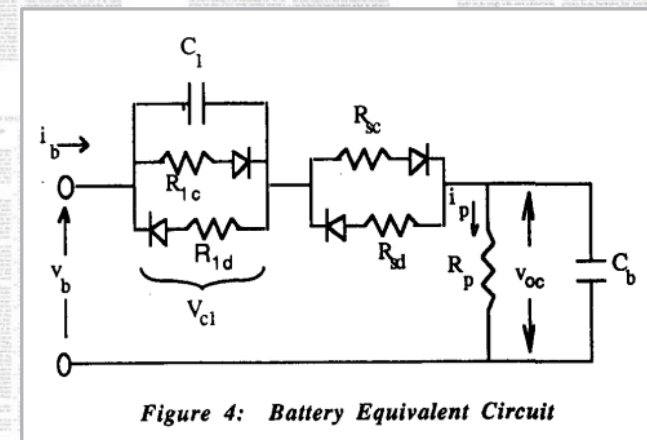 C1
ib
R1c
R1d
Vc1
vb
Rsc
Rsd
ip
Rp
voc
Cb
Figure 4: Battery Equivalent Circuit